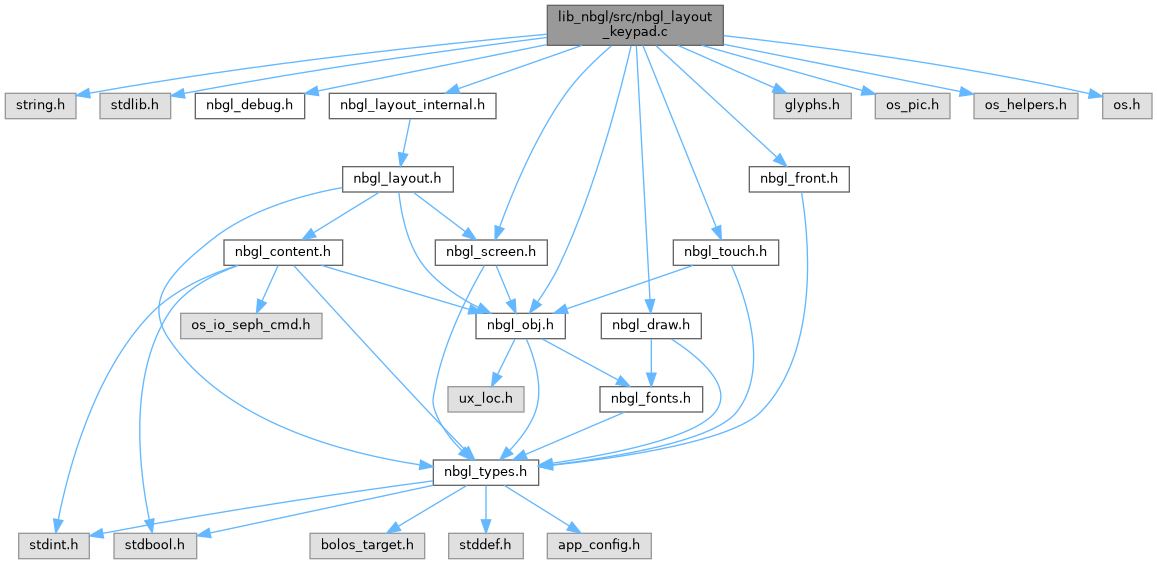 lib_nbgl/src/nbgl_layout
_keypad.c
string.h
stdlib.h
nbgl_debug.h
nbgl_layout_internal.h
glyphs.h
os_pic.h
os_helpers.h
os.h
nbgl_layout.h
nbgl_front.h
nbgl_content.h
nbgl_screen.h
nbgl_touch.h
os_io_seph_cmd.h
nbgl_obj.h
nbgl_draw.h
ux_loc.h
nbgl_fonts.h
nbgl_types.h
stdint.h
stdbool.h
bolos_target.h
stddef.h
app_config.h